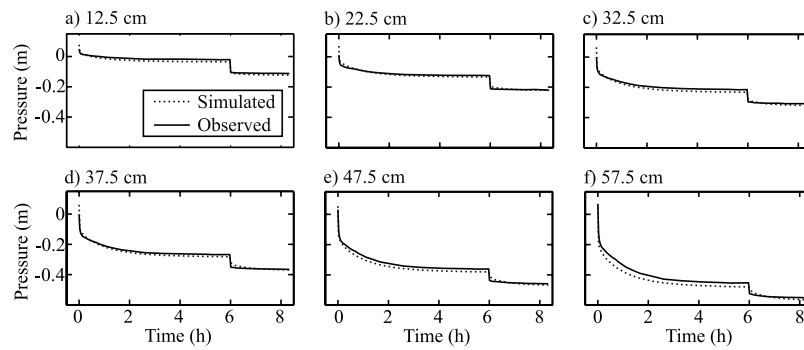 a) 12.5 cm
b) 22.5 cm
c) 32.5 cm
Pressure (m)
0
-0.2
-0.4
Simulated
Observed
d) 37.5 cm
e) 47.5 cm
f) 57.5 cm
Pressure (m)
0
-0.2
-0.4
0 2 4 6 8
0 2 4 6 8
0 2 4 6 8
Time (h)
Time (h)
Time (h)